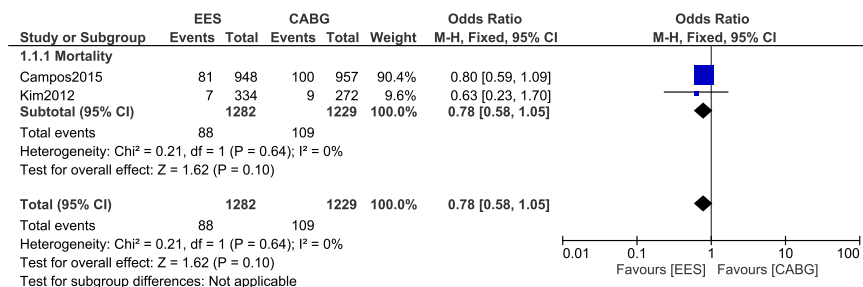 EES CABG Odds Ratio Odds Ratio
Study or Subgroup Events Total Events Total Weight M-H, Fixed, 95% CI M-H, Fixed, 95% CI
1.1.1 Mortality
Campos2015 81 948 100 957 90.4% 0.80 [0.59, 1.09]
Kim2012 7 334 9 272 9.6% 0.63 [0.23, 1.70]
Subtotal (95% CI) 1282 1229 100.0% 0.78 [0.58, 1.05]
Total events 88 109
Heterogeneity: Chi² = 0.21, df = 1 (P = 0.64); I² = 0%
Test for overall effect: Z = 1.62 (P = 0.10)
Total (95% CI) 1282 1229 100.0% 0.78 [0.58, 1.05]
Total events 88 109
Heterogeneity: Chi² = 0.21, df = 1 (P = 0.64); I² = 0%
Test for overall effect: Z = 1.62 (P = 0.10)
Test for subgroup differences: Not applicable
0.01 0.1 1 10 100
Favours [EES] Favours [CABG]